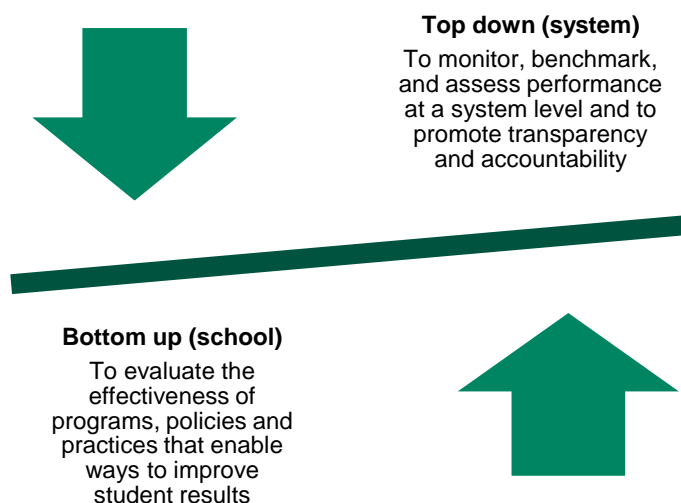 Top down (system)
To monitor, benchmark,
and assess performance
at a system level and to
promote transparency
and accountability
Bottom up (school)
To evaluate the
effectiveness of
programs, policies and
practices that enable
ways to improve
student results